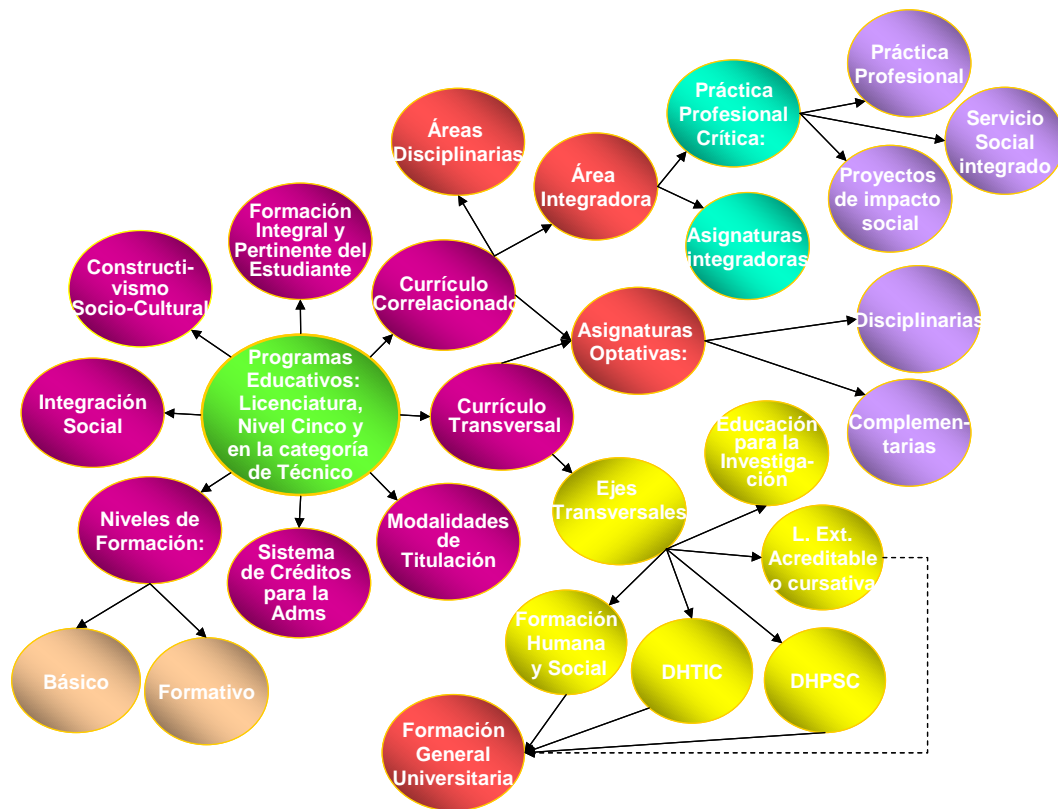 Práctica
Profesional
Práctica
Profesional
Crítica:
Servicio
Social
integrado
Áreas
Disciplinarias
Área
Integradora
Proyectos
de impacto
social
Formación
Integral y
Pertinente del
Estudiante
Asignaturas
integradoras
Constructi-
vismo
Socio-Cultural
Currículo
Correlacionado
Asignaturas
Optativas:
Disciplinarias
Programas
Educativos:
Licenciatura,
Nivel Cinco y
en la categoría
de Técnico
Integración
Social
Currículo
Transversal
Educación
para la
Investiga-
ción
Complemen-
tarias
Niveles de
Formación:
Sistema
de Créditos
para la
Adms
Modalidades
de
Titulación
Ejes
Transversales
L. Ext.
Acreditable
o cursativa
Formación
Humana
y Social
DHTIC
DHPSC
Básico
Formativo
Formación
General
Universitaria